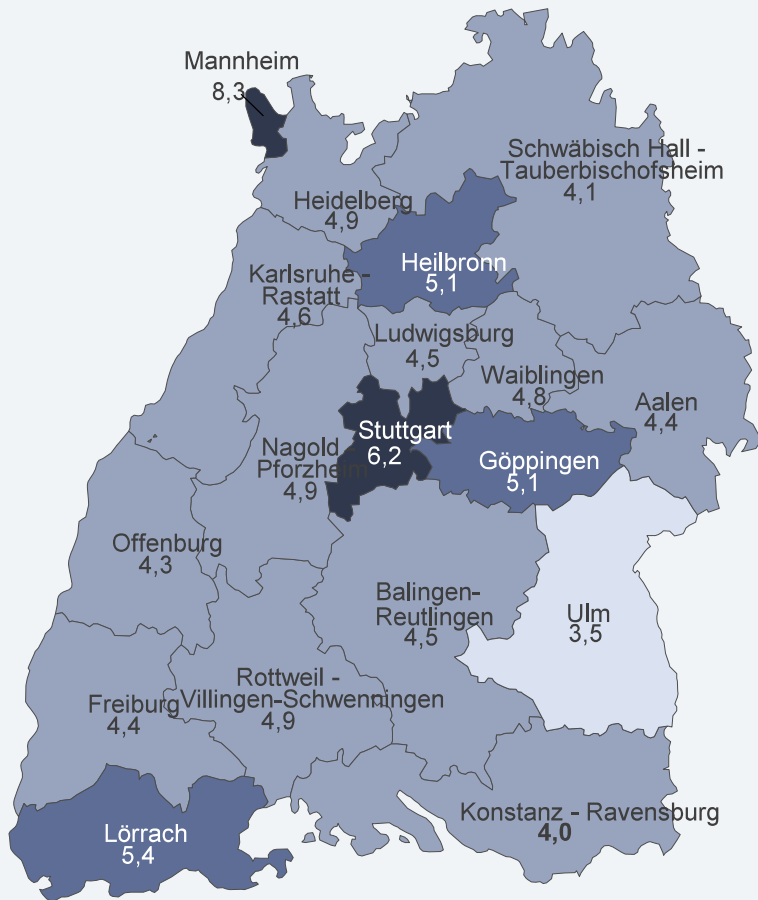 Mannheim
8,3
Schwäbisch Hall -
Tauberbischofsheim
4,1
Heidelberg
4,9
Heilbronn
5,1
Karlsruhe -
Rastatt
4,6
Ludwigsburg
4,5
Waiblingen
4,8
Aalen
4,4
Stuttgart
6,2
Nagold -
Pforzheim
4,9
Göppingen
5,1
Offenburg
4,3
Balingen-
Reutlingen
4,5
Ulm
3,5
Rottweil -
Villingen-Schwenningen
4,9
Freiburg
4,4
Konstanz - Ravensburg
4,0
Lörrach
5,4